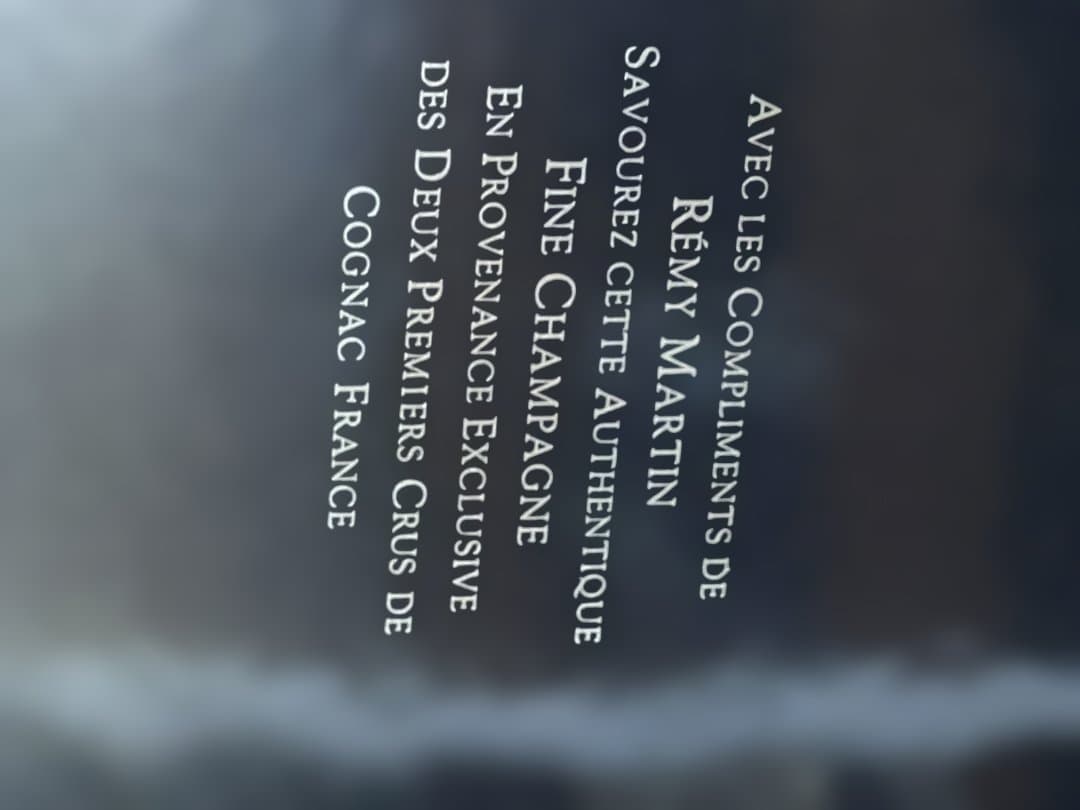 Avec les Compliments de
Rémy Martin
Savourez cette Authentique
Fine Champagne
En Provenance Exclusive
des Deux Premiers Crus de
Cognac France